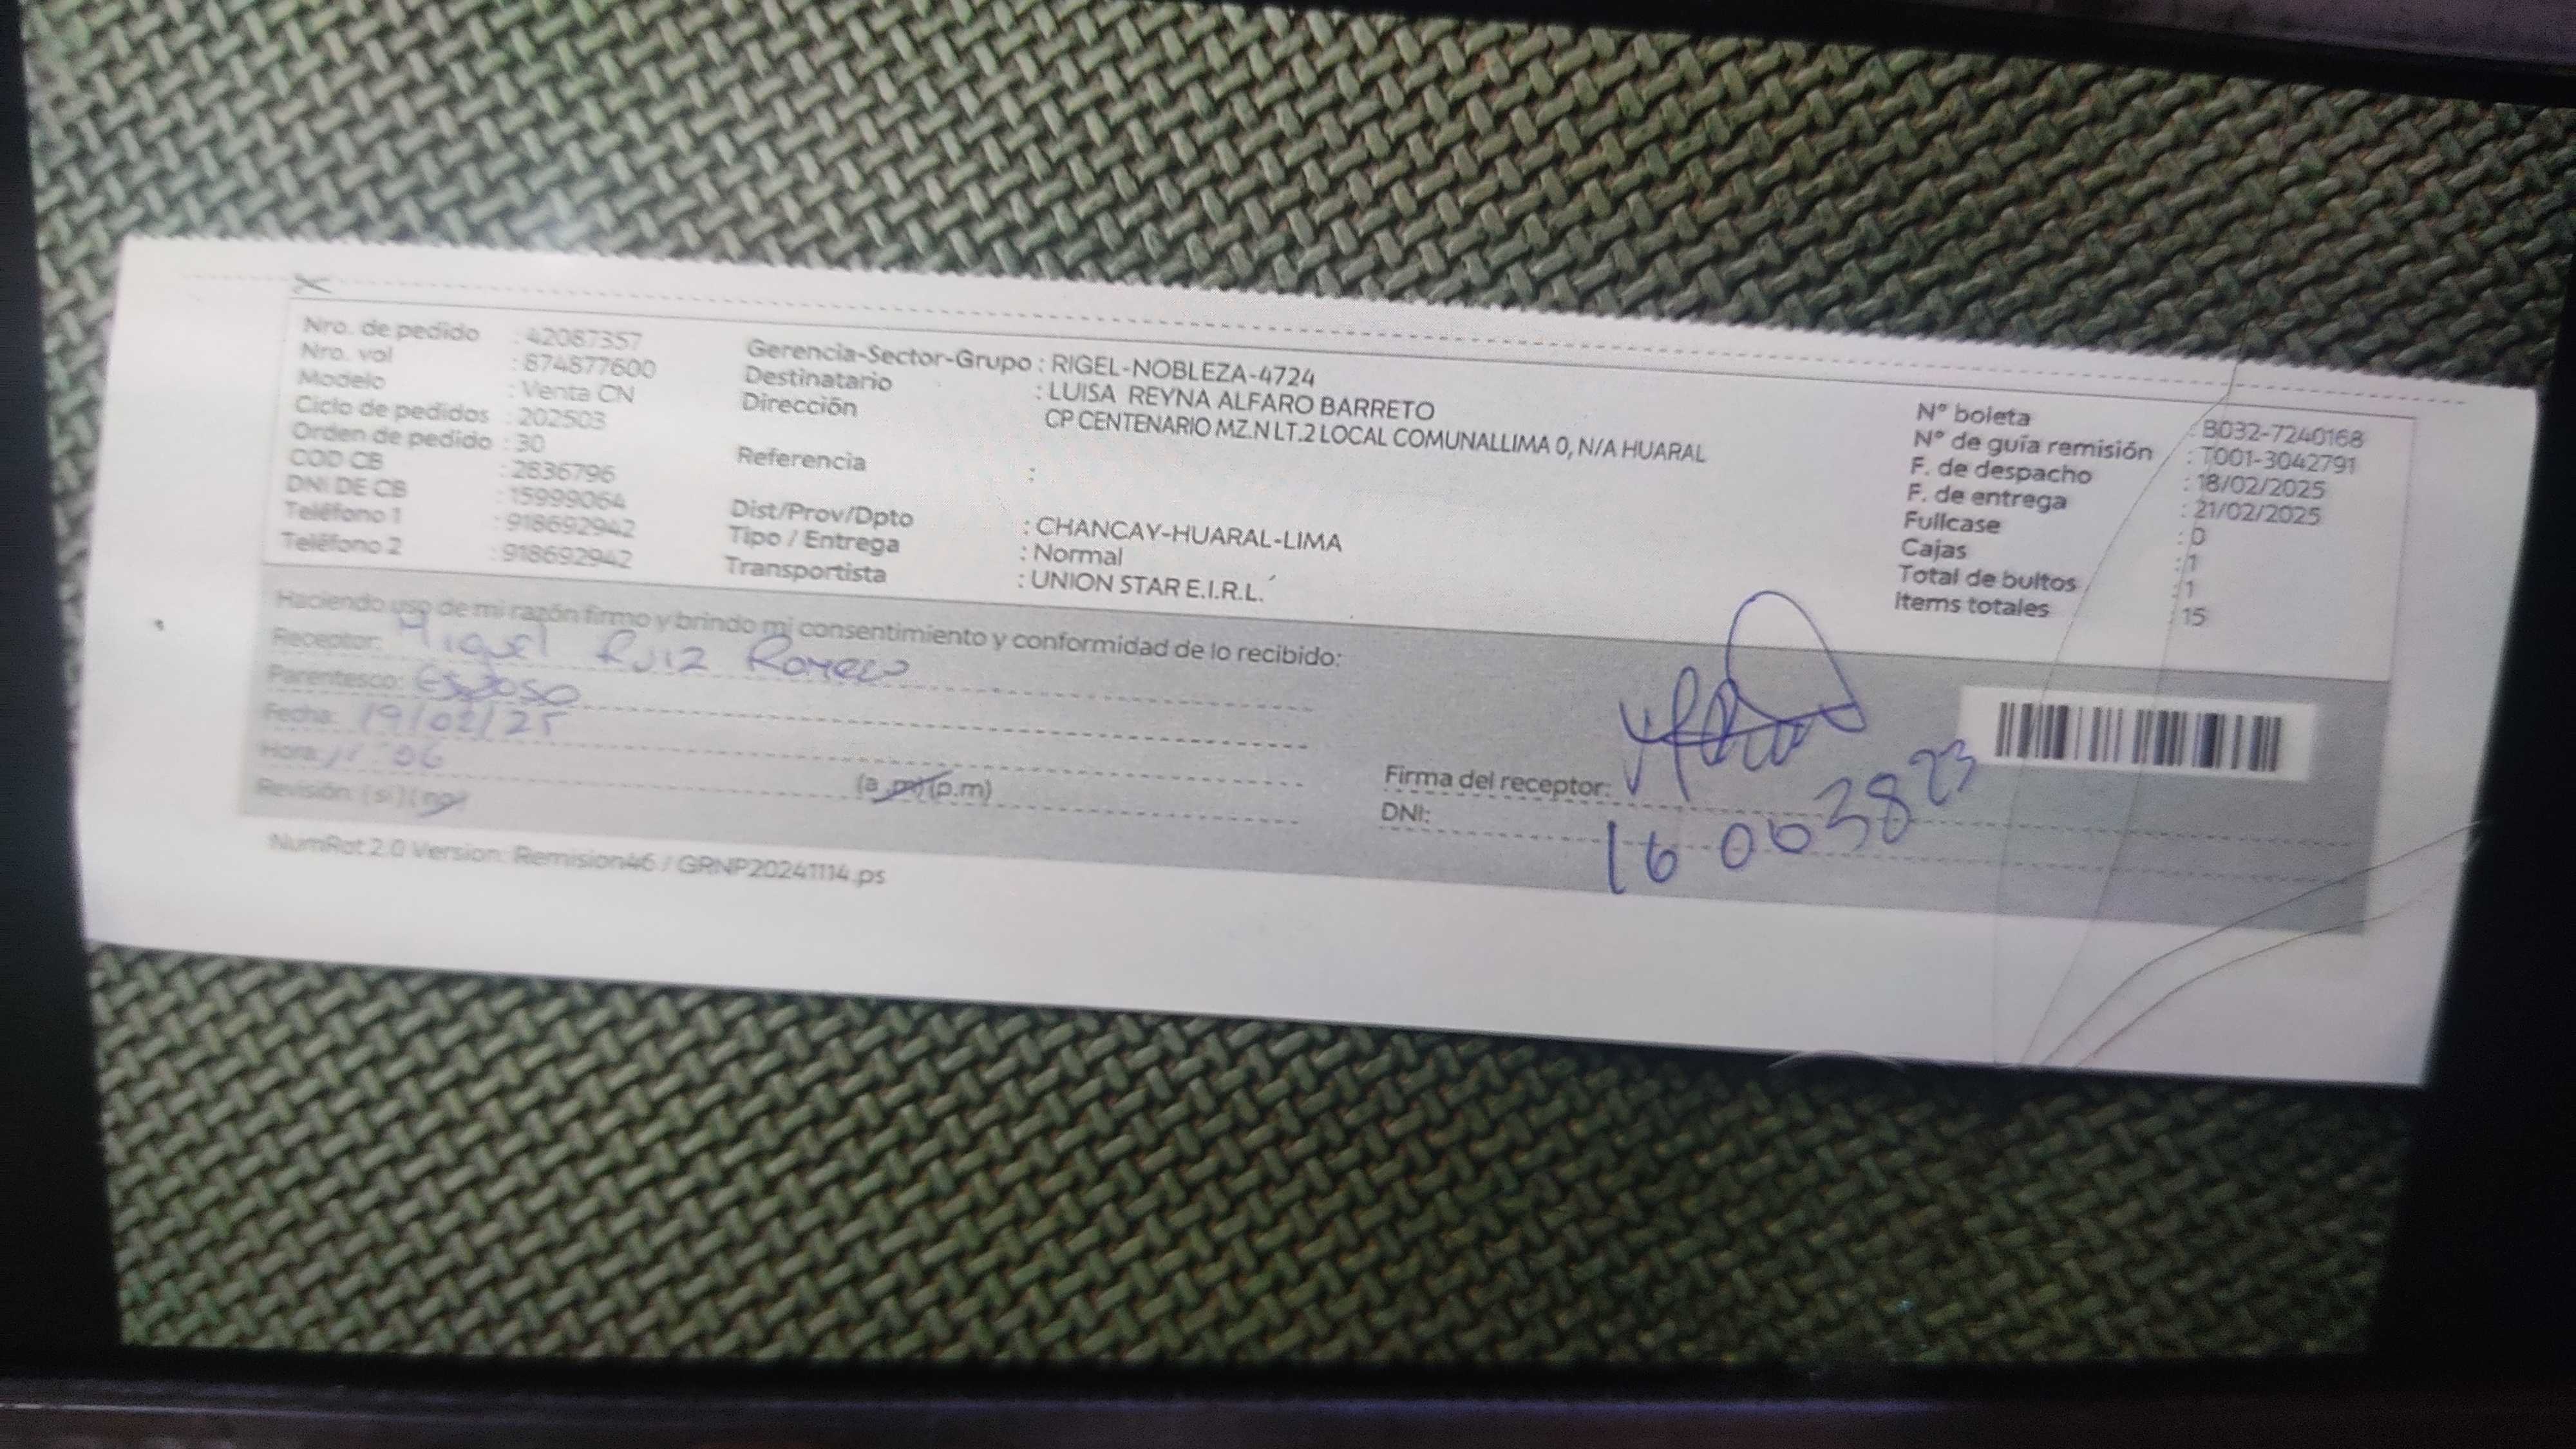 Nro. de pedido : 42087357
Nro. vol : 874877600
Modelo : Venta CN
Ciclo de pedidos : 202503
Orden de pedido : 30
COD CB : 2836796
DNI DE CB : 15999064
Teléfono 1 : 918692942
Teléfono 2 : 918692942
Gerencia-Sector-Grupo : RIGEL-NOBLEZA-4724
Destinatario : LUISA REYNA ALFARO BARRETO
Dirección CP CENTENARIO MZ.N LT.2 LOCAL COMUNALLIMA 0, N/A HUARAL
Referencia :
Dist/Prov/Dpto : CHANCAY-HUARAL-LIMA
Tipo / Entrega : Normal
Transportista : UNION STAR E.I.R.L.
N° boleta : B032-7240168
N° de guía remisión : T001-3042791
F. de despacho : 18/02/2025
F. de entrega : 21/02/2025
Fullcase : 0
Cajas : 1
Total de bultos : 1
Items totales : 15
Haciendo uso de mi razón firmo y brindo mi consentimiento y conformidad de lo recibido:
Receptor: Miguel Ruiz Romero
Parentesco: Esposo
Fecha: 19/02/25
Hora: (a.m) (p.m)
Revisión: (si) (no)
Firma del receptor:
DNI: 16003823
NumRot 2.0 Version: Remision46 / GRNP20241114.ps